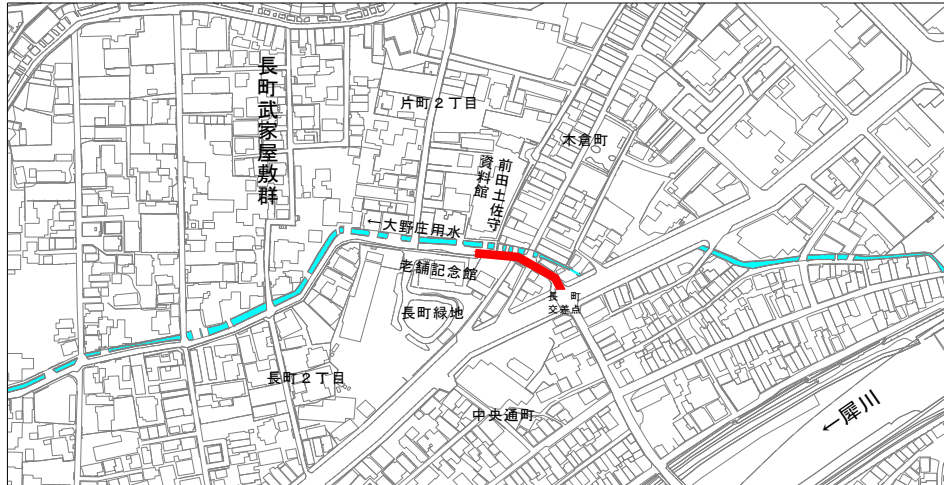 長町武家屋敷群
片町2丁目
木倉町
前田土佐守
資料館
←大野庄用水
老舗記念館
長町緑地
長町
交差点
長町2丁目
中央通町
←犀川